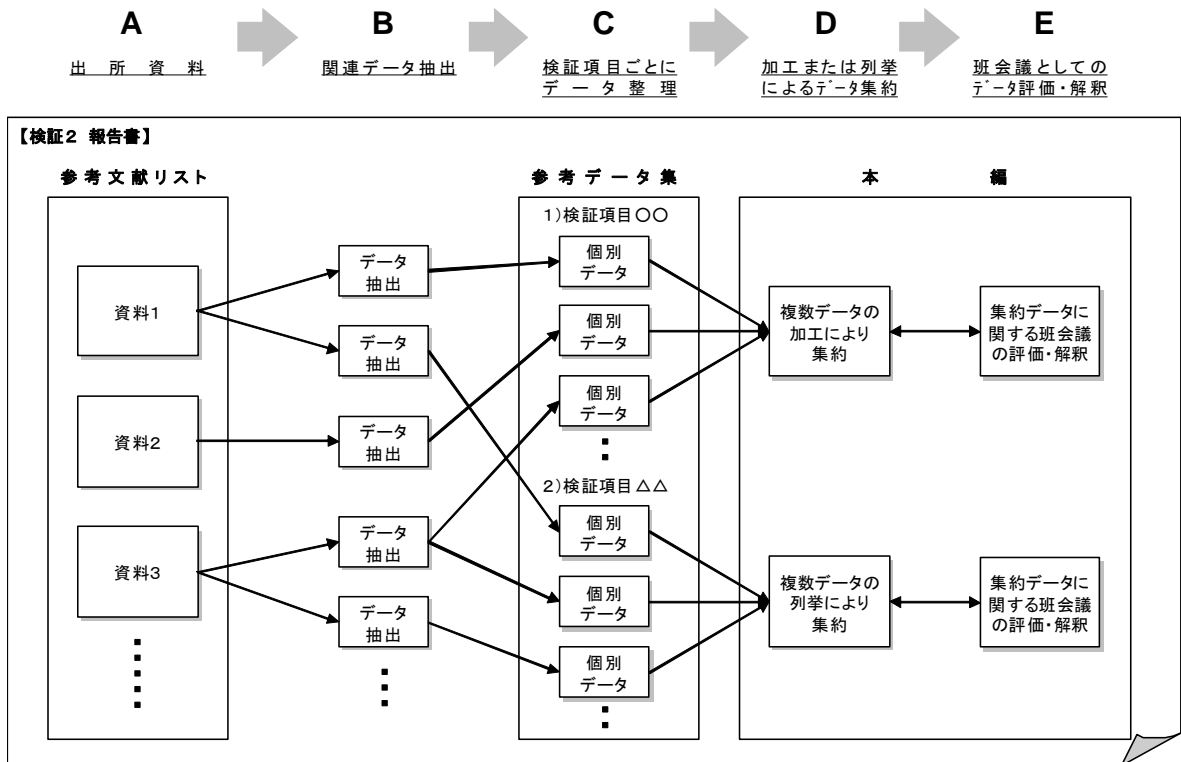 A
B
C
D
E
出所資料
関連データ抽出
検証項目ごとに
データ整理
加工または列挙
によるデータ集約
班会議としての
データ評価・解釈
【検証2 報告書】
参考文献リスト
参考データ集
本編
資料1
資料2
資料3
データ
抽出
データ
抽出
データ
抽出
データ
抽出
データ
抽出
1)検証項目〇〇
個別
データ
個別
データ
個別
データ
2)検証項目△△
個別
データ
個別
データ
個別
データ
複数データの
加工により
集約
集約データに
関する班会議
の評価・解釈
複数データの
列挙により
集約
集約データに
関する班会議
の評価・解釈